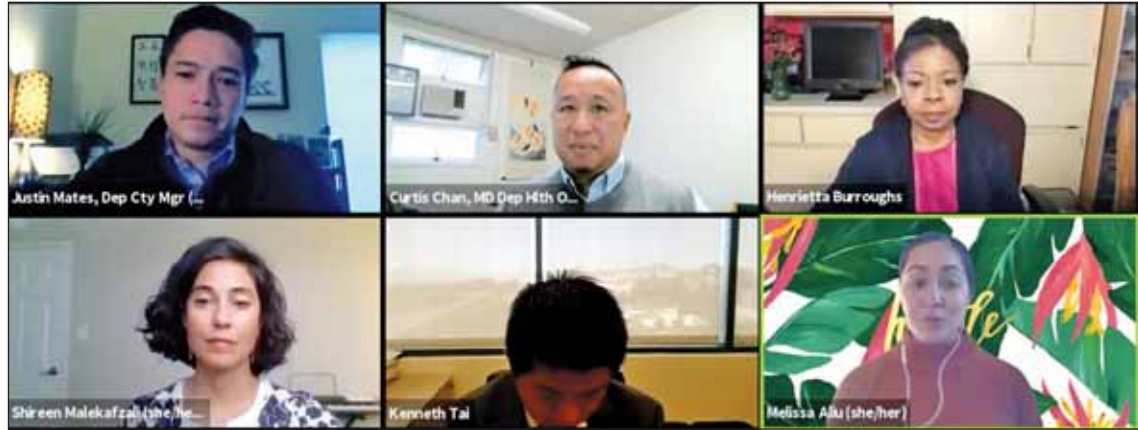 Justin Mates, Dep Cty Mgr (...
Curtis Chan, MD Dep Hlth O...
Henrietta Burroughs
Shireen Malekafzali (she/he...
Kenneth Tai
Melissa Aliu (she/her)